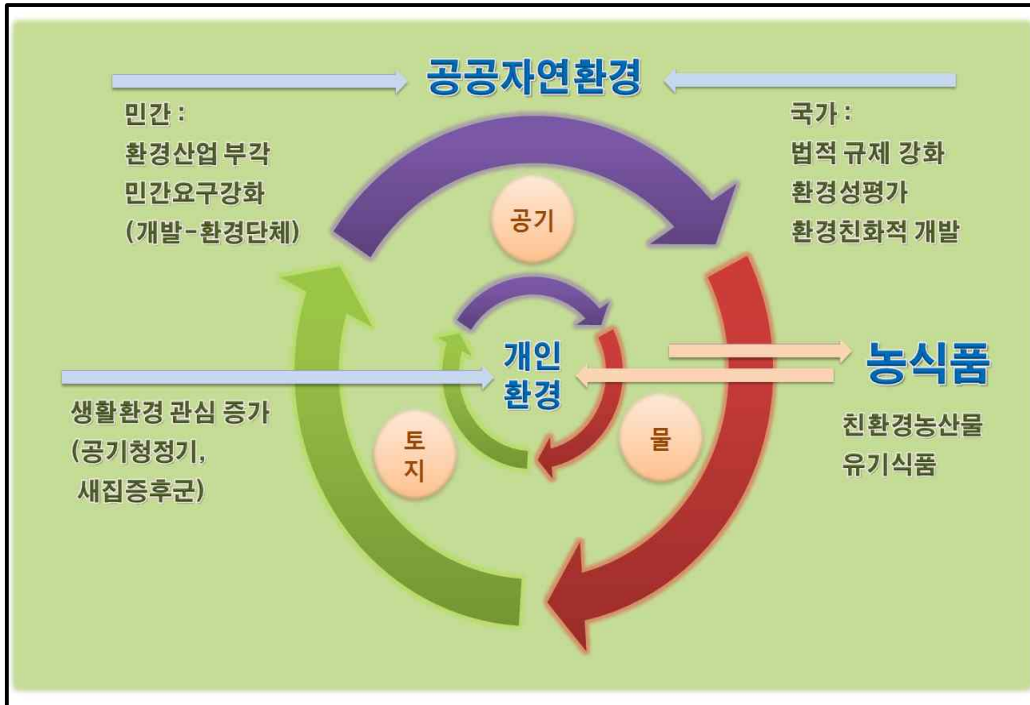 공공자연환경
민간 :
환경산업 부각
민간요구강화
(개발-환경단체)
국가 :
법적 규제 강화
환경성평가
환경친화적 개발
공기
개인
환경
농식품
생활환경 관심 증가
(공기청정기,
새집증후군)
토
지
물
친환경농산물
유기식품